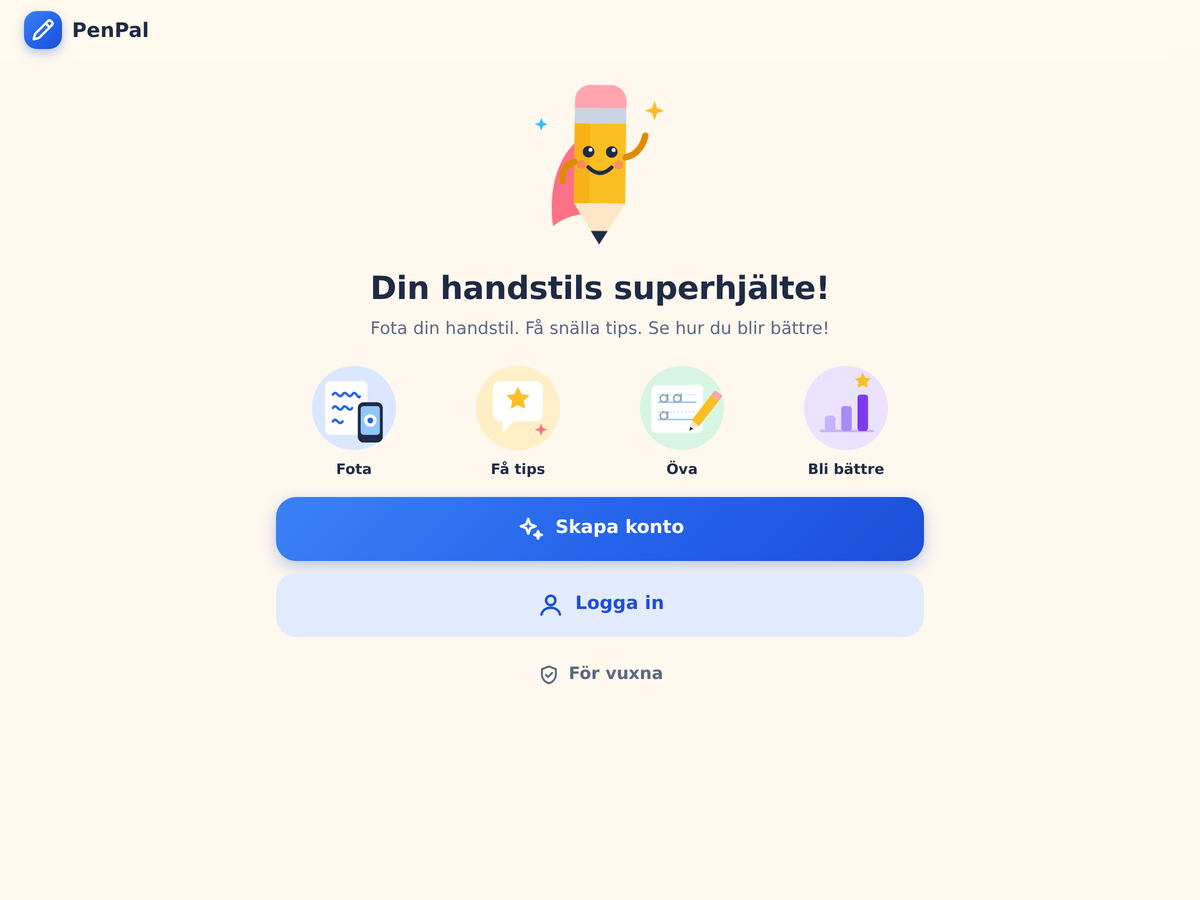 PenPal
Din handstils superhjälte!
Fota din handstil. Få snälla tips. Se hur du blir bättre!
Fota
Få tips
Öva
Bli bättre
Skapa konto
Logga in
För vuxna